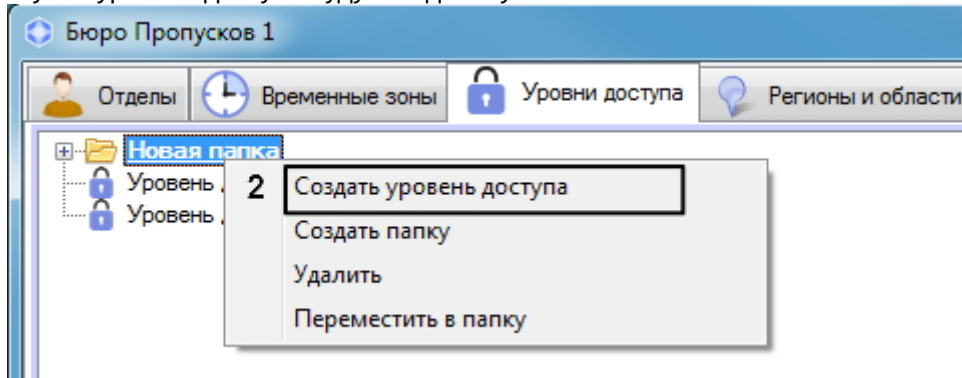 Бюро Пропусков 1
Отделы Временные зоны Уровни доступа Регионы и области
Новая папка
Уровень
Уровень
2 Создать уровень доступа
Создать папку
Удалить
Переместить в папку